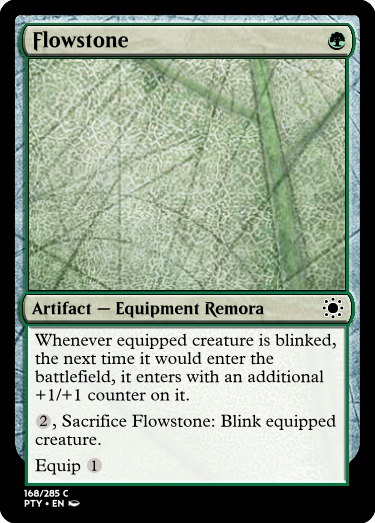 Flowstone
Artifact — Equipment Remora
Whenever equipped creature is blinked,
the next time it would enter the
battlefield, it enters with an additional
+1/+1 counter on it.
2, Sacrifice Flowstone: Blink equipped
creature.
Equip 1
168/285 C
PTY • EN